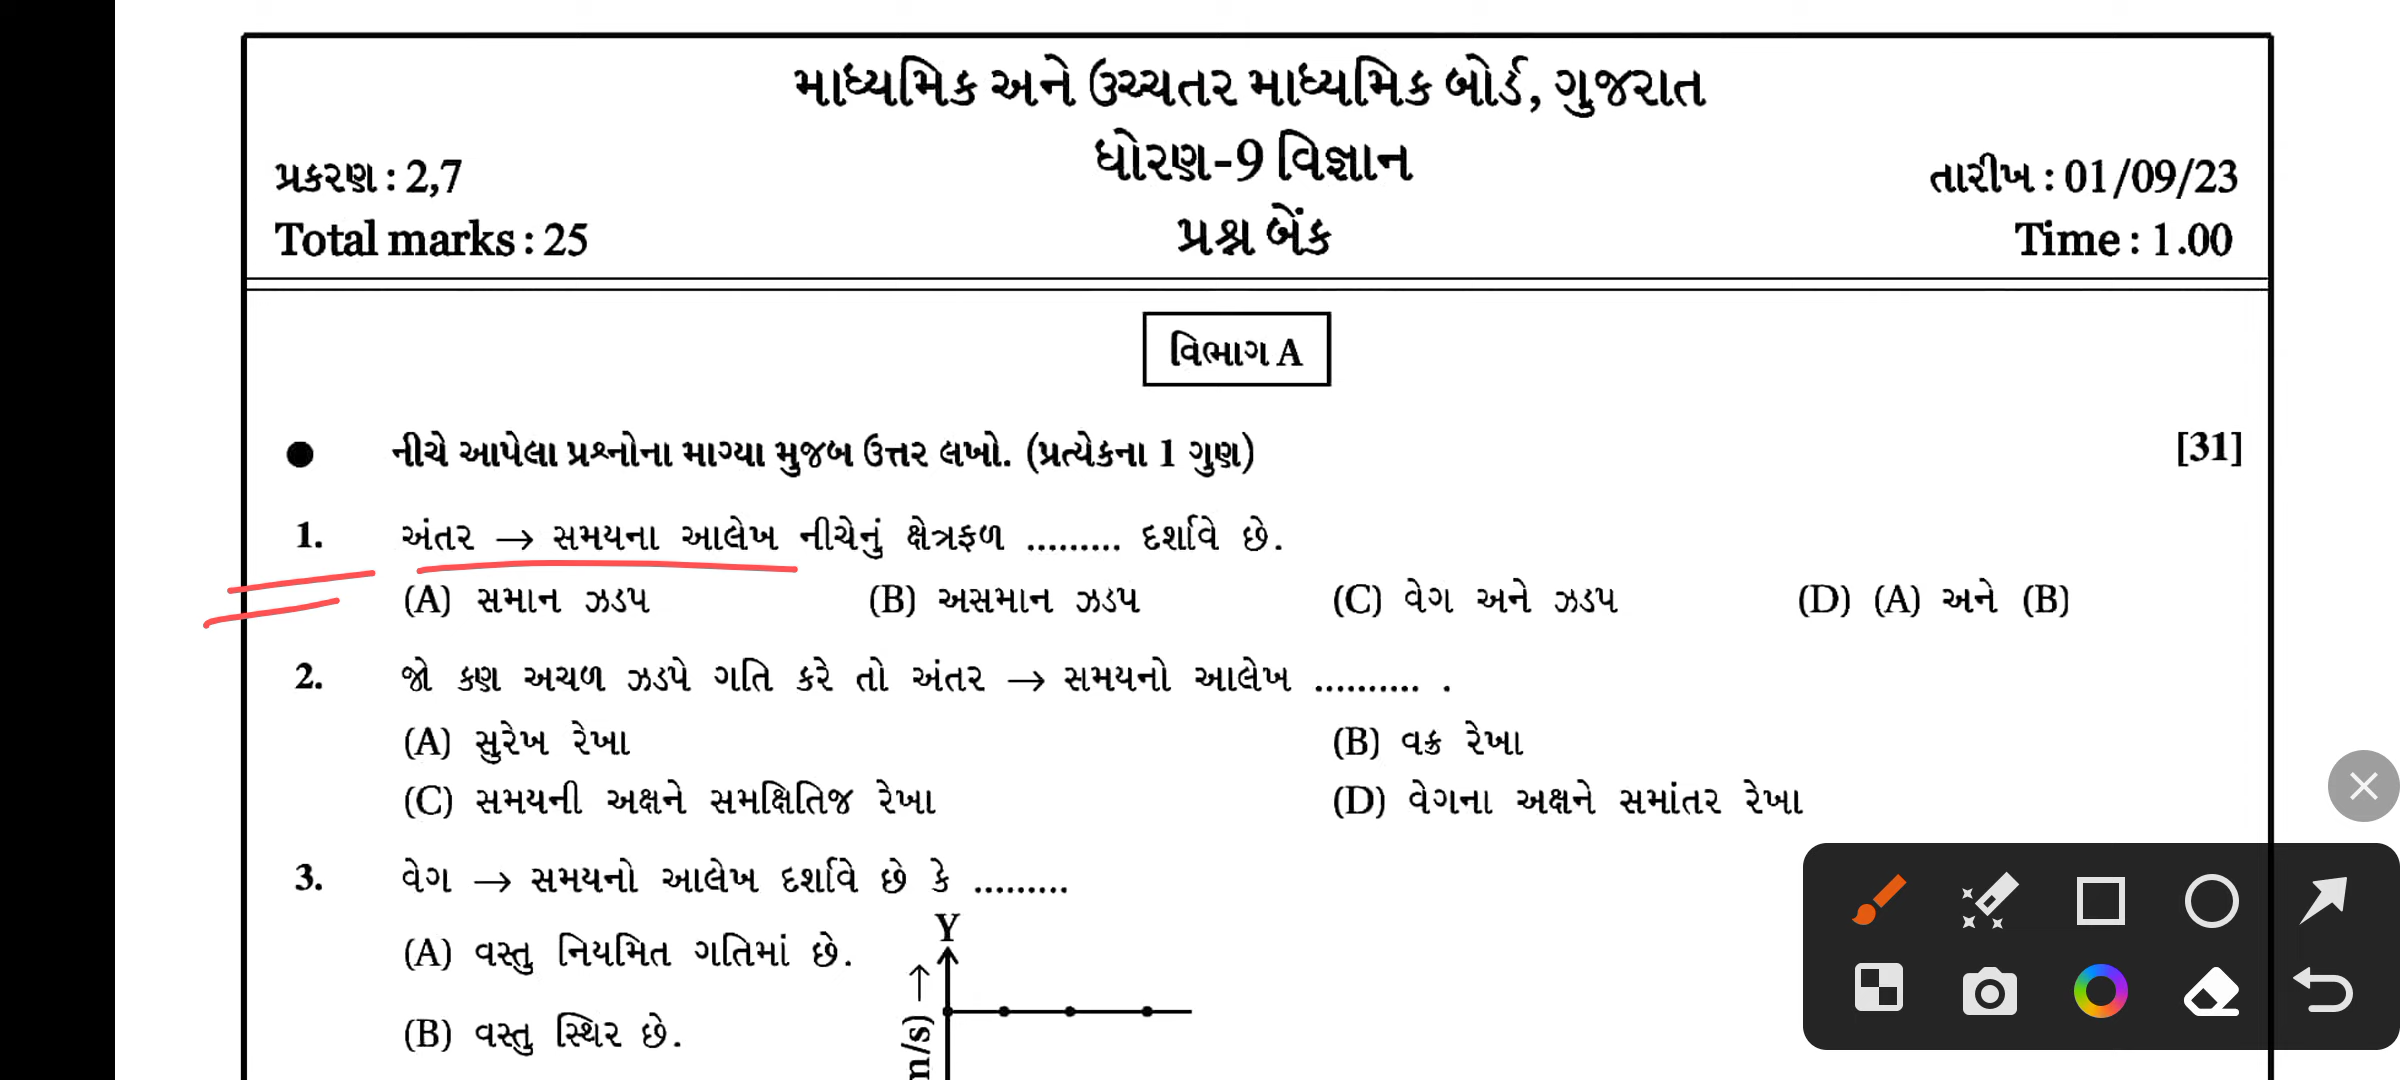 માધ્યમિક અને ઉચ્ચતર માધ્યમિક બોર્ડ, ગુજરાત
ધોરણ-9 વિજ્ઞાન
પ્રકરણ : 2,7
તારીખ : 01/09/23
Total marks : 25
પ્રશ્ન બેંક
Time : 1.00
વિભાગ A
● નીચે આપેલા પ્રશ્નોના માગ્યા મુજબ ઉત્તર લખો. (પ્રત્યેકના 1 ગુણ) [31]
1. અંતર → સમયના આલેખ નીચેનું ક્ષેત્રફળ ......... દર્શાવે છે.
(A) સમાન ઝડપ (B) અસમાન ઝડપ (C) વેગ અને ઝડપ (D) (A) અને (B)
2. જો કણ અચળ ઝડપે ગતિ કરે તો અંતર → સમયનો આલેખ .......... .
(A) સુરેખ રેખા (B) વક્ર રેખા
(C) સમયની અક્ષને સમક્ષિતિજ રેખા (D) વેગના અક્ષને સમાંતર રેખા
3. વેગ → સમયનો આલેખ દર્શાવે છે કે .........
Y
(A) વસ્તુ નિયમિત ગતિમાં છે.
(B) વસ્તુ સ્થિર છે.
m/s) →